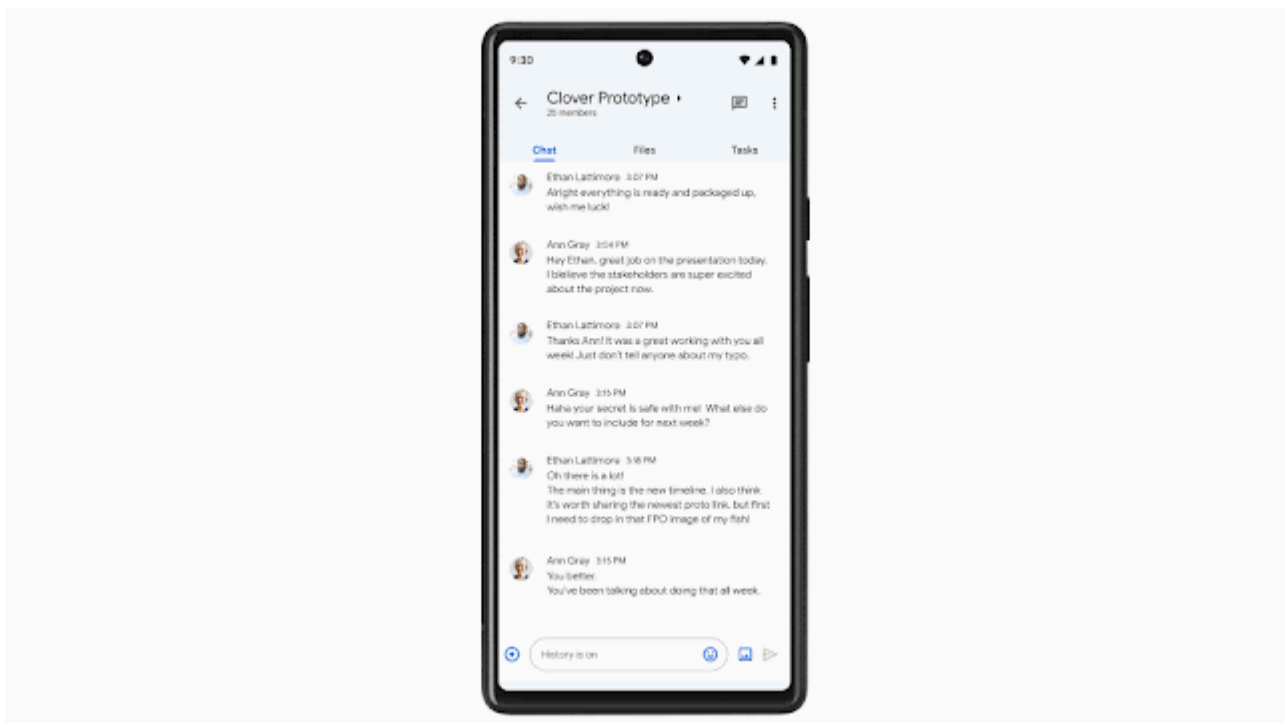 9:30
Clover Prototype
25 members
Chat
Files
Tasks
Ethan Lattimore 3:07 PM
Alright everything is ready and packaged up,
wish me luck!
Ann Gray 3:04 PM
Hey Ethan, great job on the presentation today.
I blelieve the stakeholders are super excited
about the project now.
Ethan Lattimore 3:07 PM
Thanks Ann! It was a great working with you all
week! Just don't tell anyone about my typo.
Ann Gray 3:15 PM
Haha your secret is safe with me! What else do
you want to include for next week?
Ethan Lattimore 3:16 PM
Oh there is a lot!
The main thing is the new timeline. I also think
it's worth sharing the newest proto link, but first
I need to drop in that FPO image of my fish!
Ann Gray 3:15 PM
You better.
You've been talking about doing that all week.
History is on